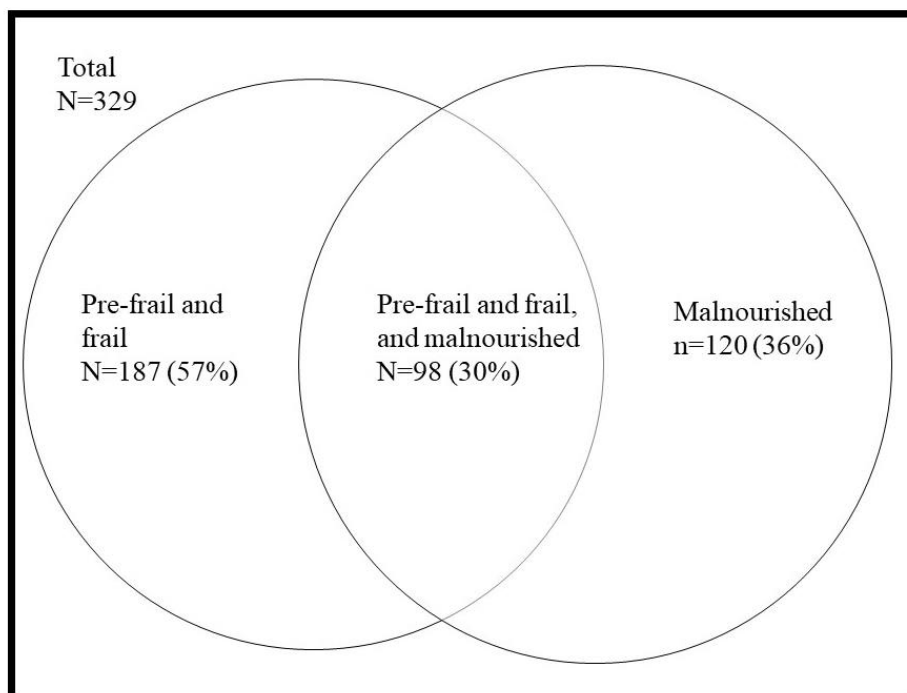 Total
N=329
Pre-frail and
frail
N=187 (57%)
Pre-frail and frail,
and malnourished
N=98 (30%)
Malnourished
n=120 (36%)